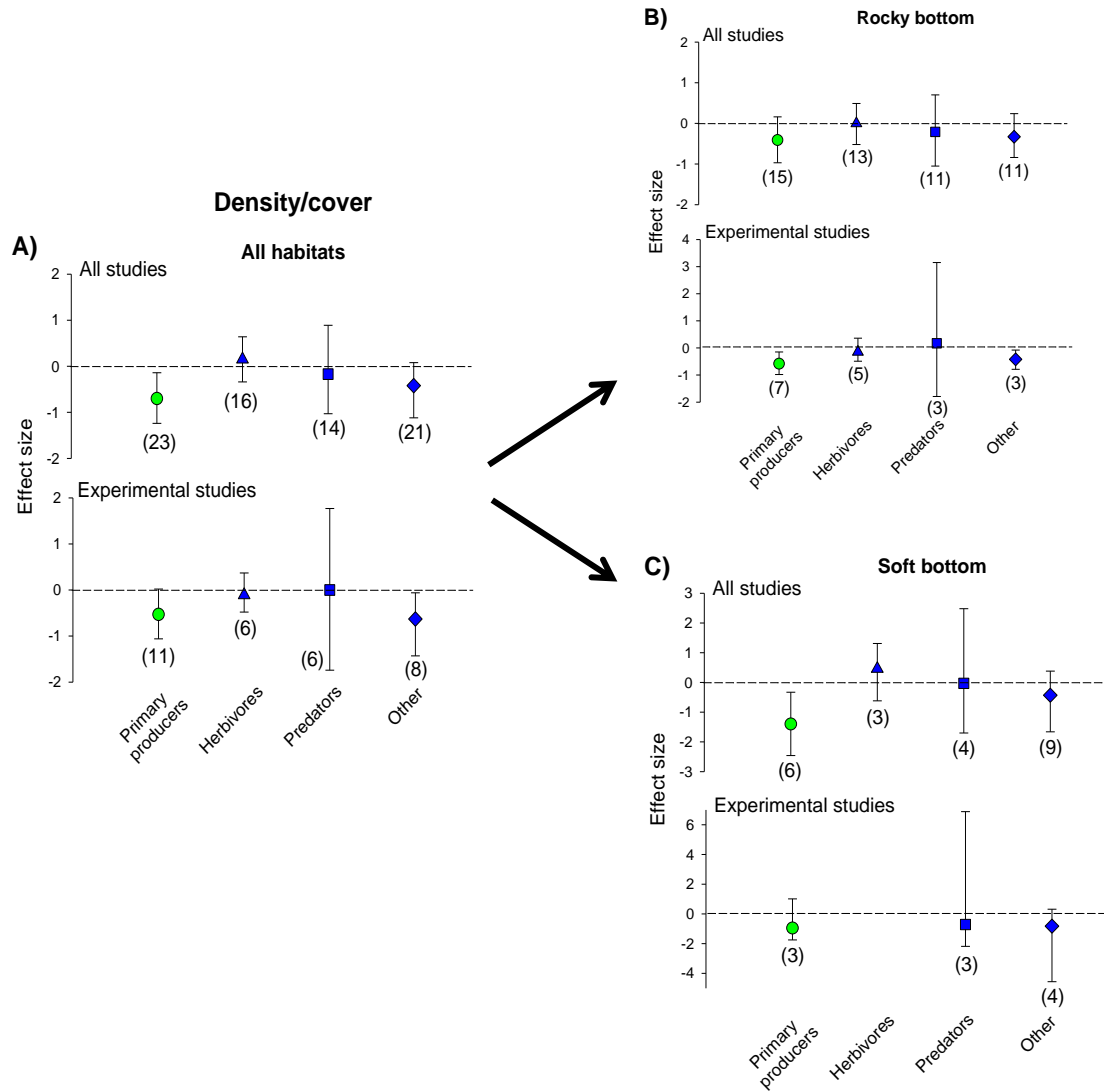 Density/cover
A)
All habitats
All studies
2
1
0
-1
-2
(23)
(16)
(14)
(21)
Effect size
Experimental studies
2
1
0
-1
-2
(11)
(6)
(6)
(8)
Primary
producers
Herbivores
Predators
Other
B)
Rocky bottom
All studies
2
1
0
-1
-2
(15)
(13)
(11)
(11)
Effect size
Experimental studies
4
3
2
1
0
-1
-2
(7)
(5)
(3)
(3)
Primary
producers
Herbivores
Predators
Other
C)
Soft bottom
All studies
3
2
1
0
-1
-2
-3
(6)
(3)
(4)
(9)
Effect size
Experimental studies
6
4
2
0
-2
-4
(3)
(3)
(4)
Primary
producers
Herbivores
Predators
Other